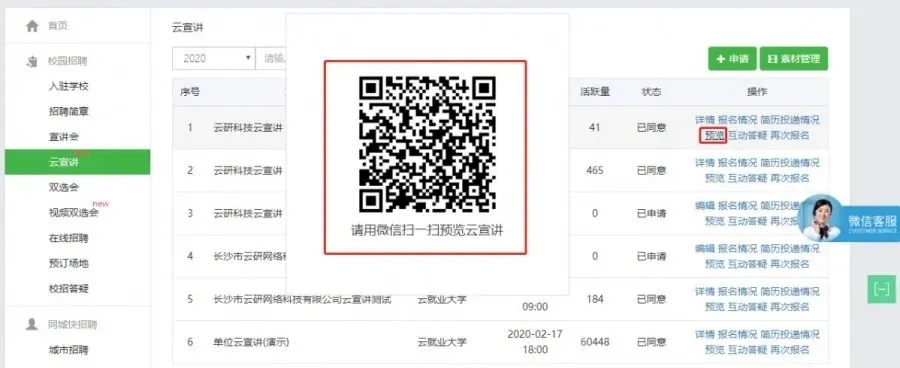 首页
校园招聘
入驻学校
招聘简章
宣讲会
云宣讲
双选会
视频双选会 new
在线招聘
预订场地
校招答疑
同城快招聘
城市招聘
云宣讲
2020 请输
申请 素材管理
序号 活跃量 状态 操作
1 云研科技云宣讲 41 已同意 详情 报名情况 简历投递情况
预览 互动答疑 再次报名
2 云研科技云宣讲 465 已同意 详情 报名情况 简历投递情况
预览 互动答疑 再次报名
3 云研科技云宣讲 0 已申请 编辑 报名情况 简历投递情况
预览 互动答疑 再次报名
4 长沙市云研网络科 0 已申请 编辑 报名情况 简历投递情况
预览 互动答疑 再次报名
5 长沙市云研网络科技有限公司云宣讲测试 云就业大学 09:00 184 已同意 详情 报名情况 简历投递情况
预览 互动答疑 再次报名
6 单位云宣讲(演示) 云就业大学 2020-02-17
18:00 60448 已同意 详情 报名情况 简历投递情况
预览 互动答疑 再次报名
请用微信扫一扫预览云宣讲
微信客服
CUSTOMER SERVICE
[–]